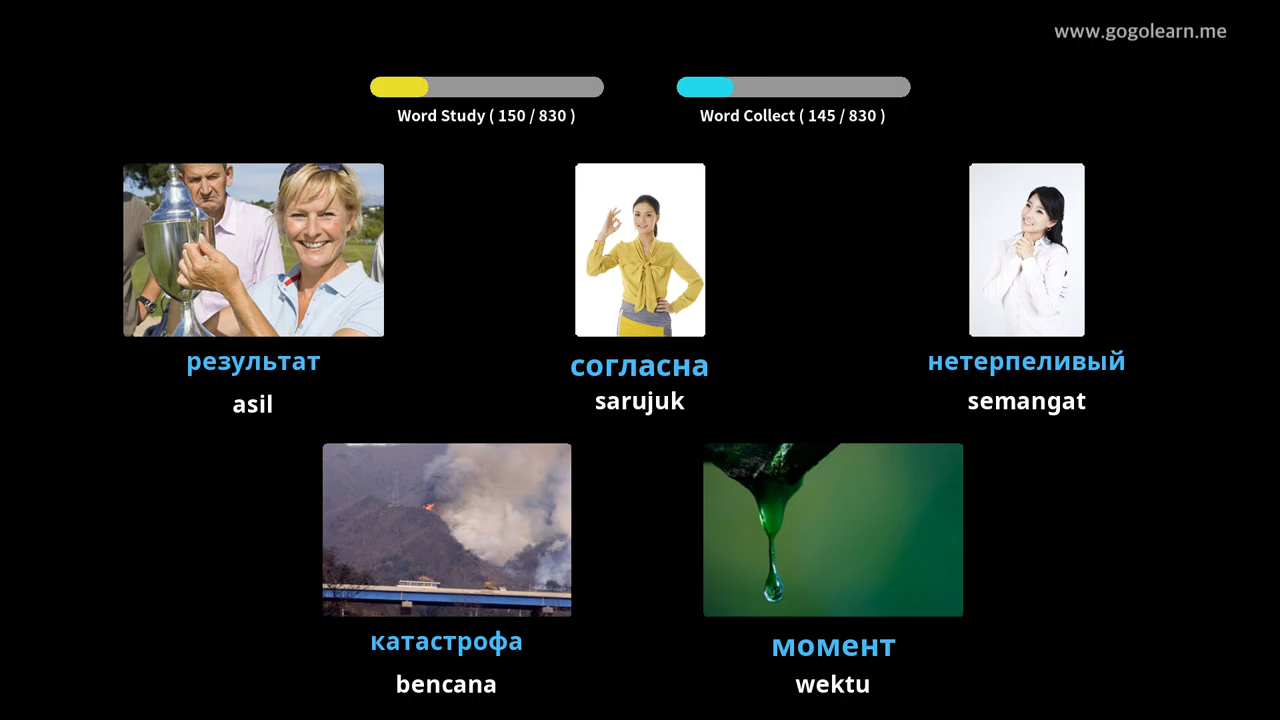 www.gogolearn.me
Word Study ( 150 / 830 )
Word Collect ( 145 / 830 )
результат
asil
согласна
sarujuk
нетерпеливый
semangat
катастрофа
bencana
момент
wektu